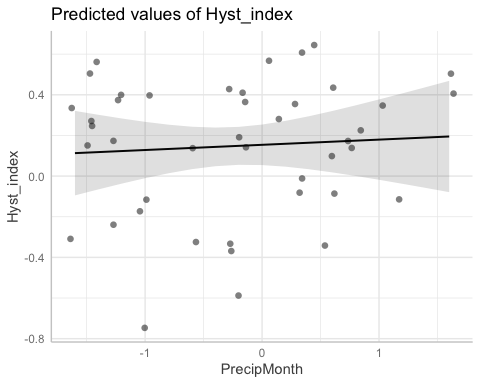 Predicted values of Hyst_index
0.4
0.0
-0.4
-0.8
Hyst_index
-1
0
1
PrecipMonth